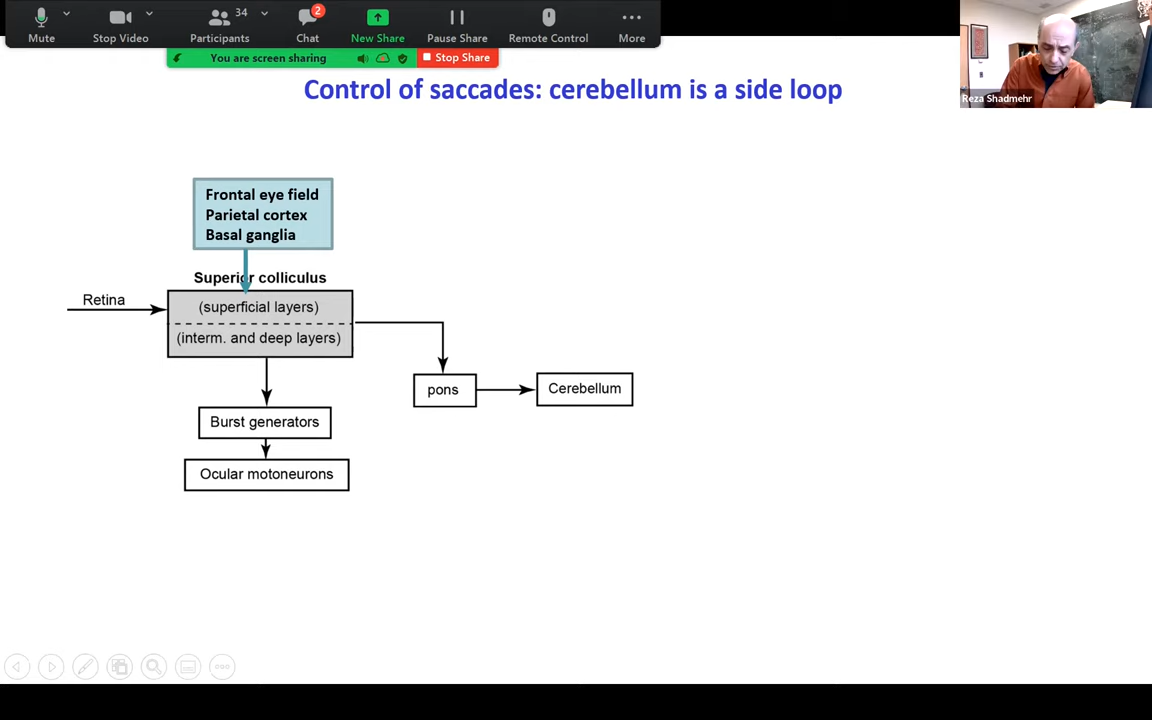 34
2
Mute
Stop Video
Participants
Chat
New Share
Pause Share
Remote Control
More
You are screen sharing
Stop Share
Reza Shadmehr
Control of saccades: cerebellum is a side loop
Frontal eye field
Parietal cortex
Basal ganglia
Superior colliculus
Retina
(superficial layers)
(interm. and deep layers)
pons
Cerebellum
Burst generators
Ocular motoneurons